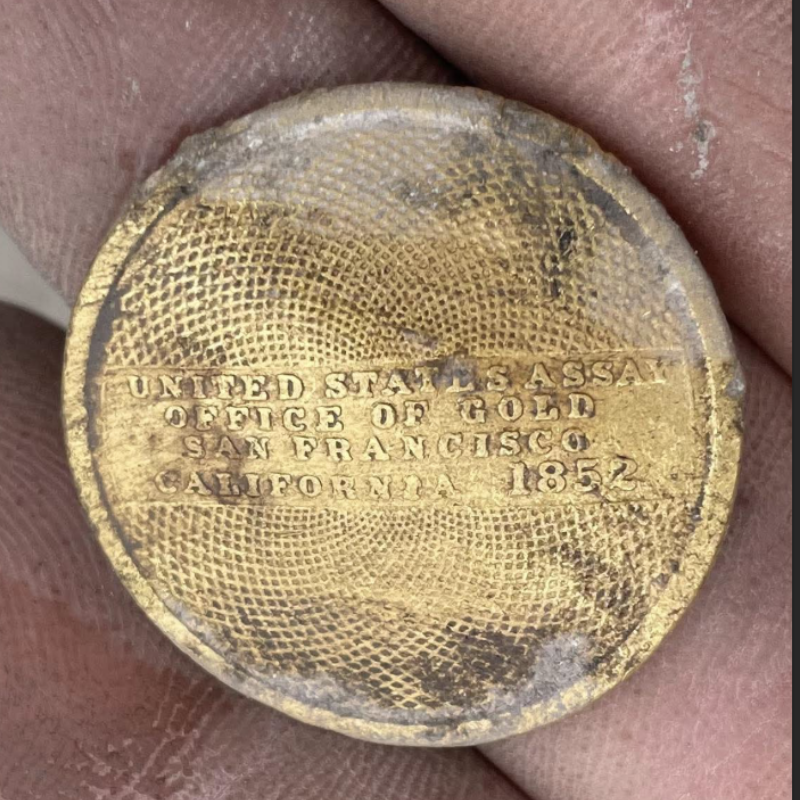 UNITED STATES ASSAY
OFFICE OF GOLD
SAN FRANCISCO
CALIFORNIA 1852